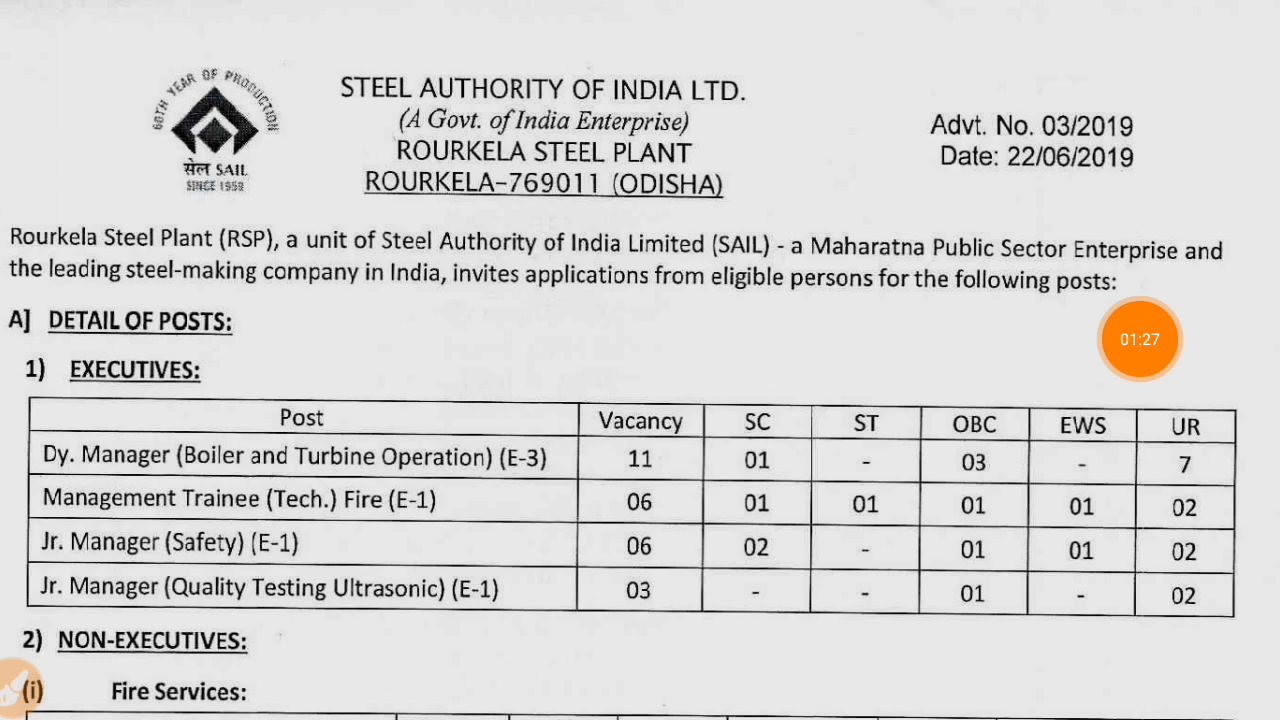 60TH YEAR OF PRODUCTION
सेल SAIL
SINCE 1959
STEEL AUTHORITY OF INDIA LTD.
(A Govt. of India Enterprise)
ROURKELA STEEL PLANT
ROURKELA–769011 (ODISHA)
Advt. No. 03/2019
Date: 22/06/2019
Rourkela Steel Plant (RSP), a unit of Steel Authority of India Limited (SAIL) - a Maharatna Public Sector Enterprise and
the leading steel-making company in India, invites applications from eligible persons for the following posts:
A] DETAIL OF POSTS:
01:27
1) EXECUTIVES:
Post Vacancy SC ST OBC EWS UR
Dy. Manager (Boiler and Turbine Operation) (E-3) 11 01 - 03 - 7
Management Trainee (Tech.) Fire (E-1) 06 01 01 01 01 02
Jr. Manager (Safety) (E-1) 06 02 - 01 01 02
Jr. Manager (Quality Testing Ultrasonic) (E-1) 03 - - 01 - 02
2) NON-EXECUTIVES:
(i) Fire Services: